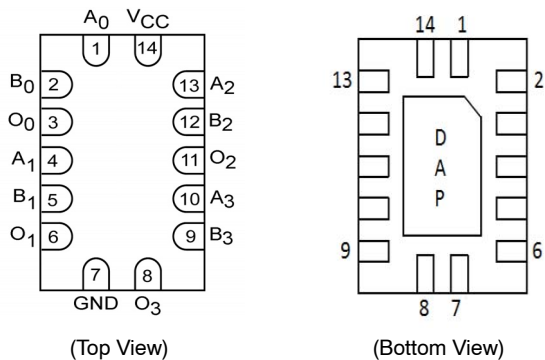 A0 VCC
1 14
B0 2 13 A2
O0 3 12 B2
A1 4 11 O2
B1 5 10 A3
O1 6 9 B3
7 8
GND O3
(Top View)
14 1
13 2
D
A
P
9 6
8 7
(Bottom View)